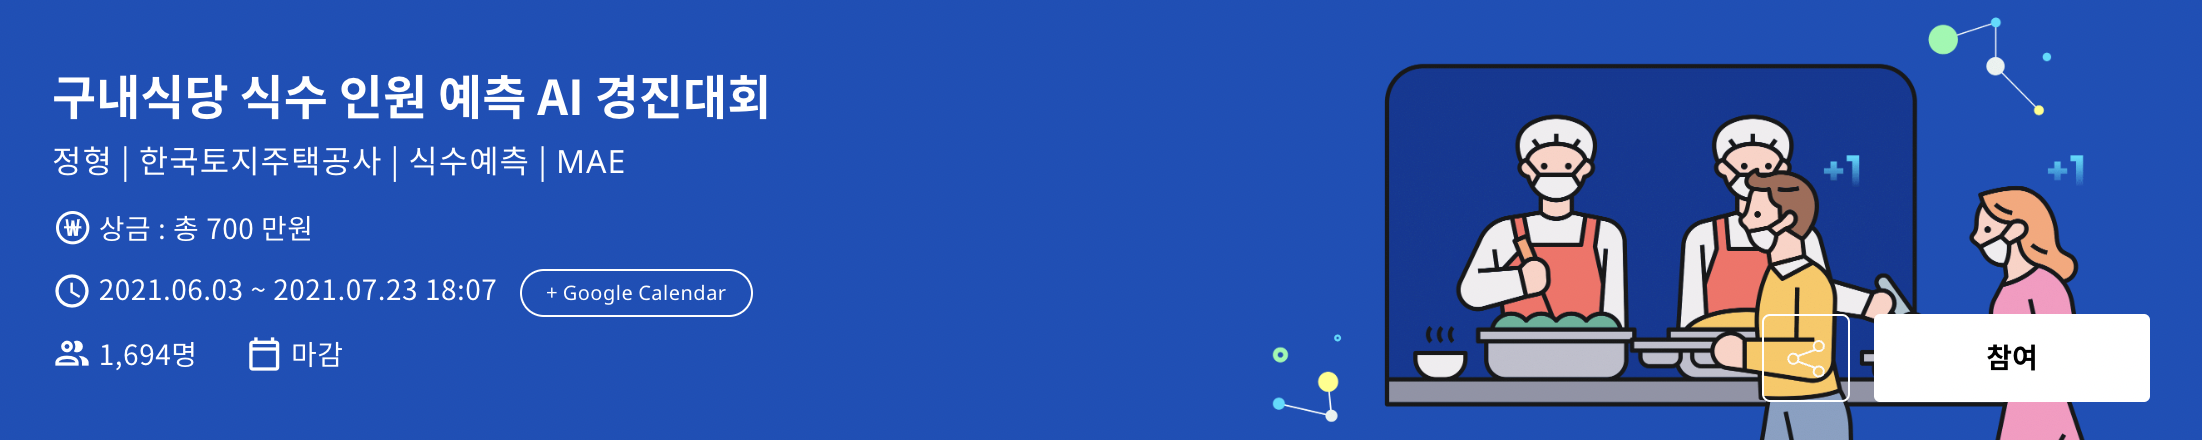 구내식당 식수 인원 예측 AI 경진대회
정형 | 한국토지주택공사 | 식수예측 | MAE
상금 : 총 700 만원
2021.06.03 ~ 2021.07.23 18:07
+ Google Calendar
1,694명
마감
+1
+1
참여